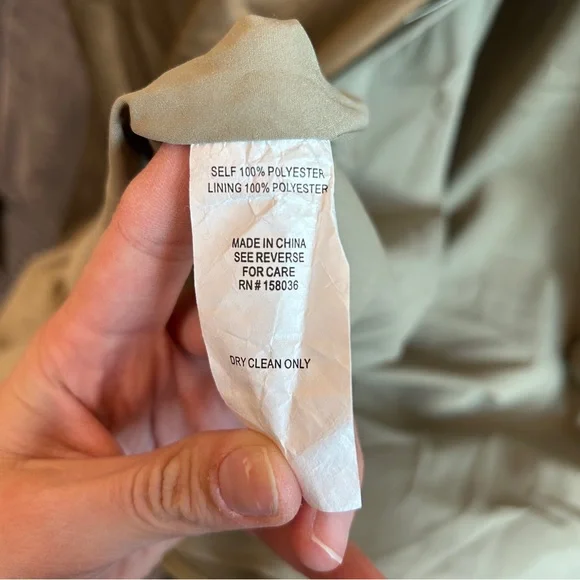 SELF 100% POLYESTER
LINING 100% POLYESTER
MADE IN CHINA
SEE REVERSE
FOR CARE
RN# 158036
DRY CLEAN ONLY